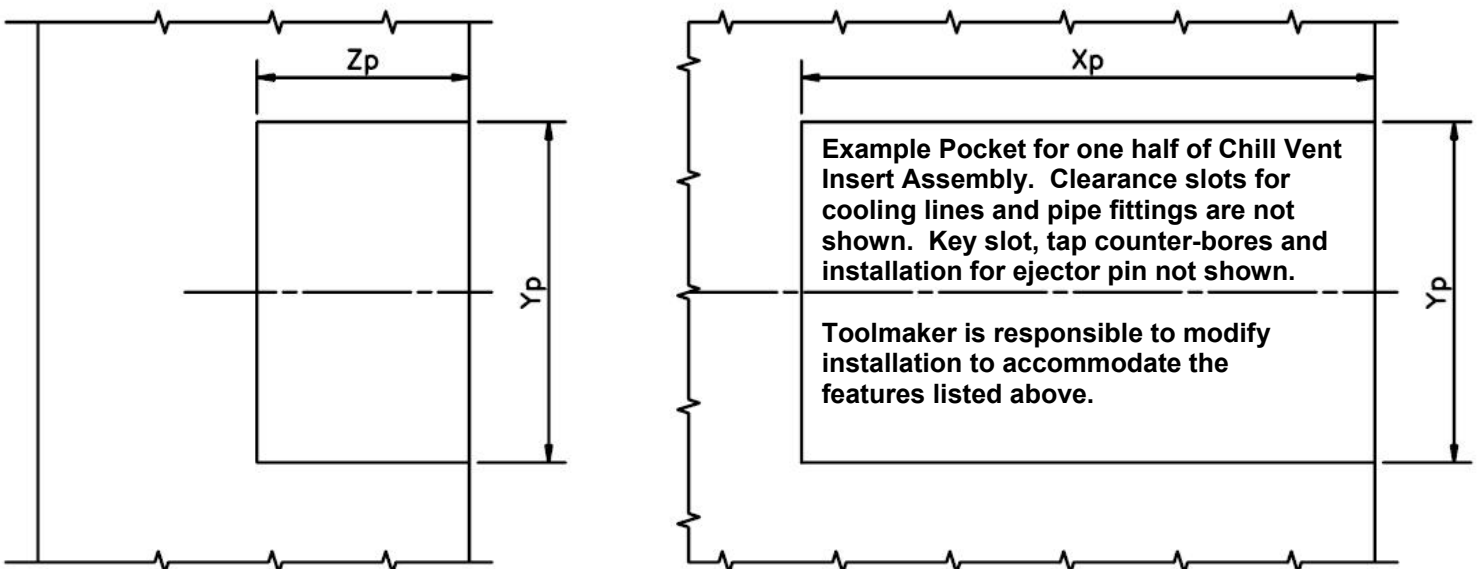 Zp
Xp
Yp
Example Pocket for one half of Chill Vent
Insert Assembly. Clearance slots for
cooling lines and pipe fittings are not
shown. Key slot, tap counter-bores and
installation for ejector pin not shown.
Yp
Toolmaker is responsible to modify
installation to accommodate the
features listed above.